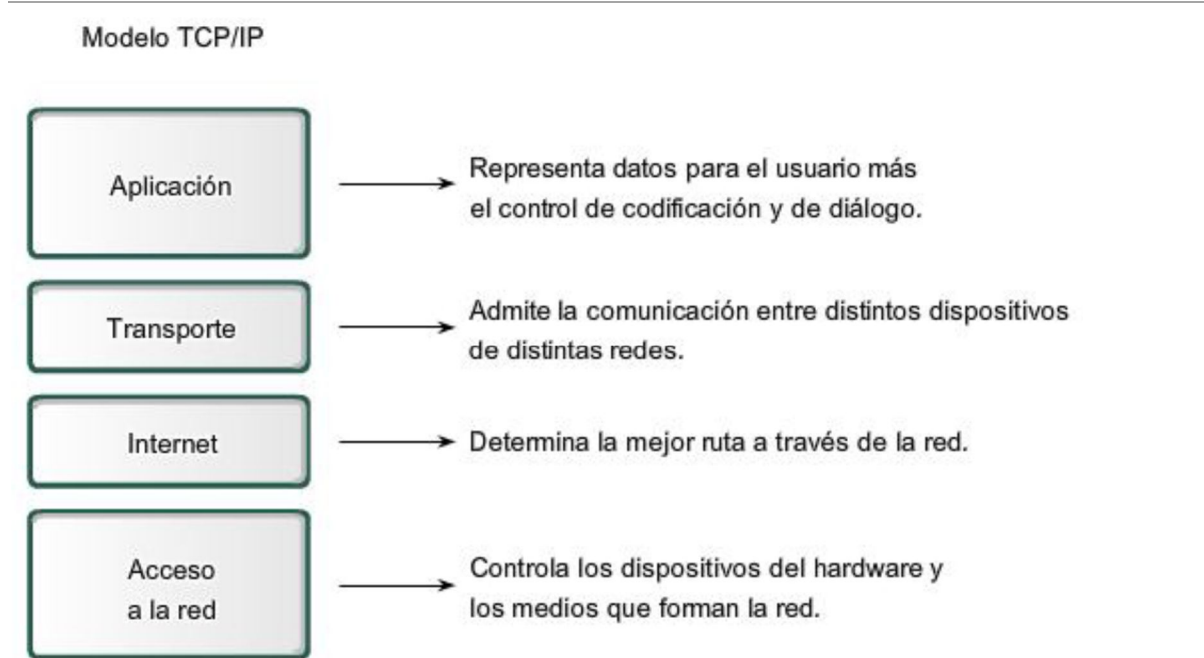 Modelo TCP/IP
Aplicación
Representa datos para el usuario más
el control de codificación y de diálogo.
Transporte
Admite la comunicación entre distintos dispositivos
de distintas redes.
Internet
Determina la mejor ruta a través de la red.
Acceso
a la red
Controla los dispositivos del hardware y
los medios que forman la red.